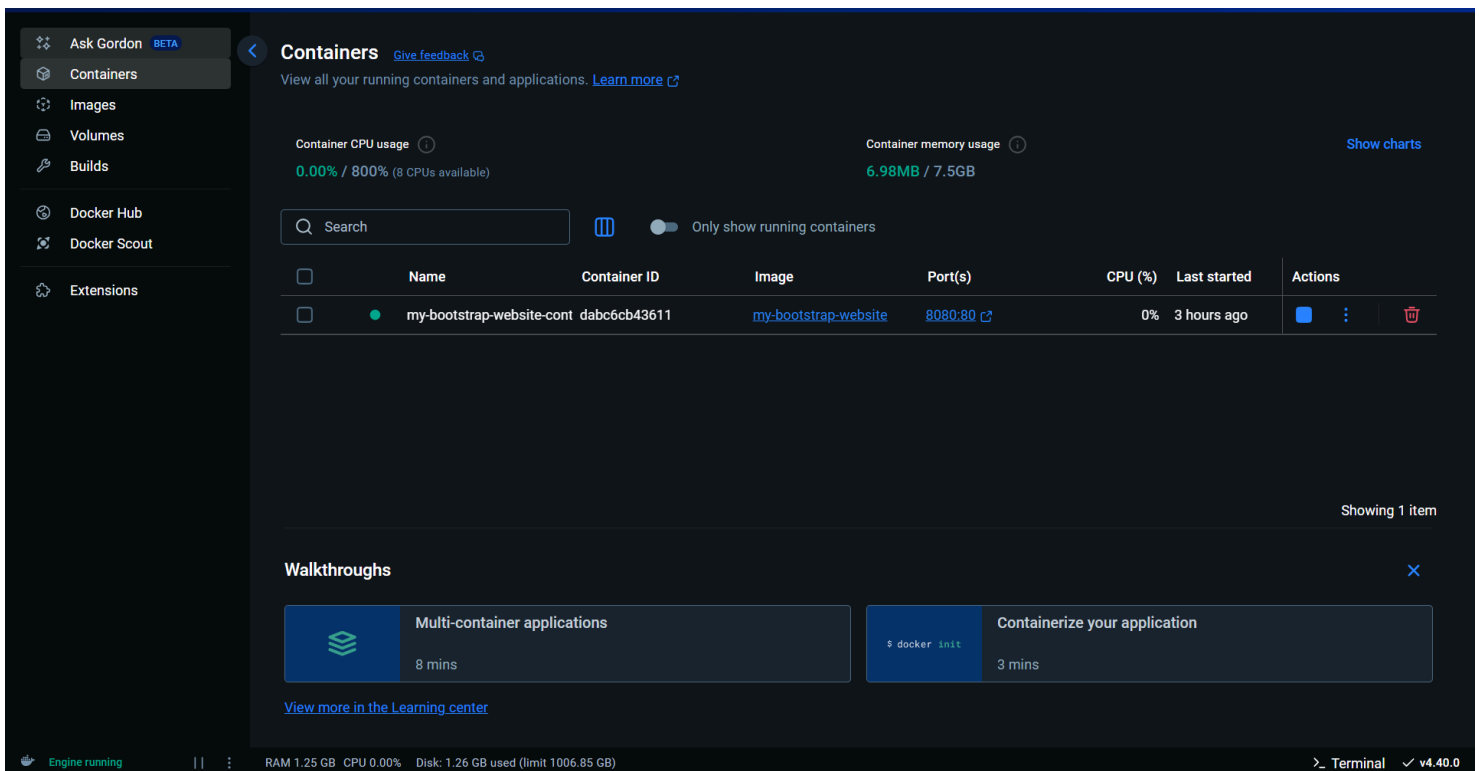 Ask Gordon BETA
Containers
Images
Volumes
Builds
Docker Hub
Docker Scout
Extensions
Containers Give feedback
View all your running containers and applications. Learn more
Container CPU usage
0.00% / 800% (8 CPUs available)
Container memory usage
6.98MB / 7.5GB
Show charts
Search
Only show running containers
Name Container ID Image Port(s) CPU (%) Last started Actions
my-bootstrap-website-cont dabc6cb43611 my-bootstrap-website 8080:80 0% 3 hours ago
Showing 1 item
Walkthroughs
Multi-container applications
8 mins
$ docker init
Containerize your application
3 mins
View more in the Learning center
Engine running RAM 1.25 GB CPU 0.00% Disk: 1.26 GB used (limit 1006.85 GB) >_ Terminal v4.40.0